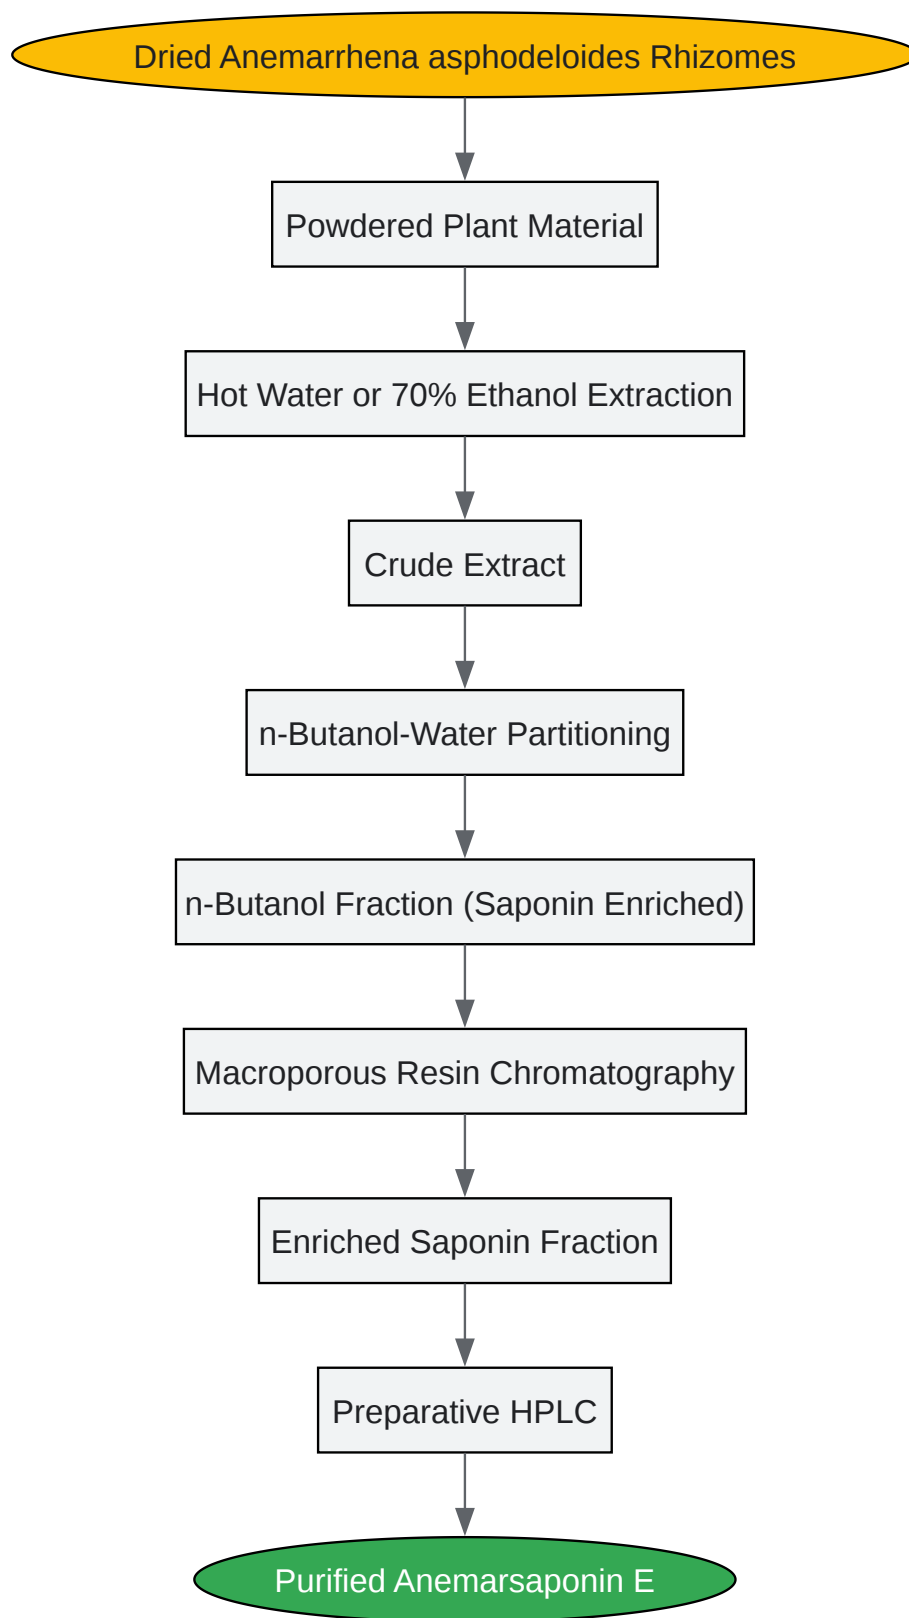 Dried Anemarrhena asphodeloides Rhizomes
Powdered Plant Material
Hot Water or 70% Ethanol Extraction
Crude Extract
n-Butanol-Water Partitioning
n-Butanol Fraction (Saponin Enriched)
Macroporous Resin Chromatography
Enriched Saponin Fraction
Preparative HPLC
Purified Anemarsaponin E